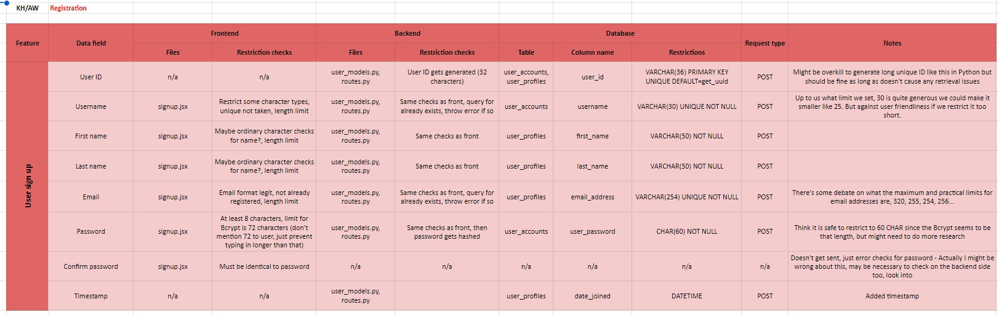 KH/AW Registration
Feature Data field Frontend Backend Database Request type Notes
Files Restriction checks Files Restriction checks Table Column name Restrictions
User sign up
User ID n/a n/a user_models.py, routes.py User ID gets generated (32 characters) user_accounts, user_profiles user_id VARCHAR(36) PRIMARY KEY UNIQUE DEFAULT=get_uuid POST Might be overkill to generate long unique ID like this in Python but should be fine as long as doesn't cause any retrieval issues
Username signup.jsx Restrict some character types, unique not taken, length limit user_models.py, routes.py Same checks as front, query for already exists, throw error if so user_accounts username VARCHAR(30) UNIQUE NOT NULL POST Up to us what limit we set, 30 is quite generous we could make it smaller like 25. But against user friendliness if we restrict it too short.
First name signup.jsx Maybe ordinary character checks for name?, length limit user_models.py, routes.py Same checks as front user_profiles first_name VARCHAR(50) NOT NULL POST
Last name signup.jsx Maybe ordinary character checks for name?, length limit user_models.py, routes.py Same checks as front user_profiles last_name VARCHAR(50) NOT NULL POST
Email signup.jsx Email format legit, not already registered, length limit user_models.py, routes.py Same checks as front, query for already exists, throw error if so user_profiles email_address VARCHAR(254) UNIQUE NOT NULL POST There's some debate on what the maximum and practical limits for email addresses are, 320, 255, 254, 256...
Password signup.jsx At least 8 characters, limit for Bcrypt is 72 characters (don't mention 72 to user, just prevent typing in longer than that) user_models.py, routes.py Same checks as front, then password gets hashed user_accounts user_password CHAR(60) NOT NULL POST Think it is safe to restrict to 60 CHAR since the Bcrypt seems to be that length, but might need to do more research
Confirm password signup.jsx Must be identical to password n/a n/a n/a n/a n/a n/a Doesn't get sent, just error checks for password - Actually I might be wrong about this, may be necessary to check on the backend side too, look into
Timestamp n/a n/a user_models.py, routes.py user_profiles date_joined DATETIME POST Added timestamp